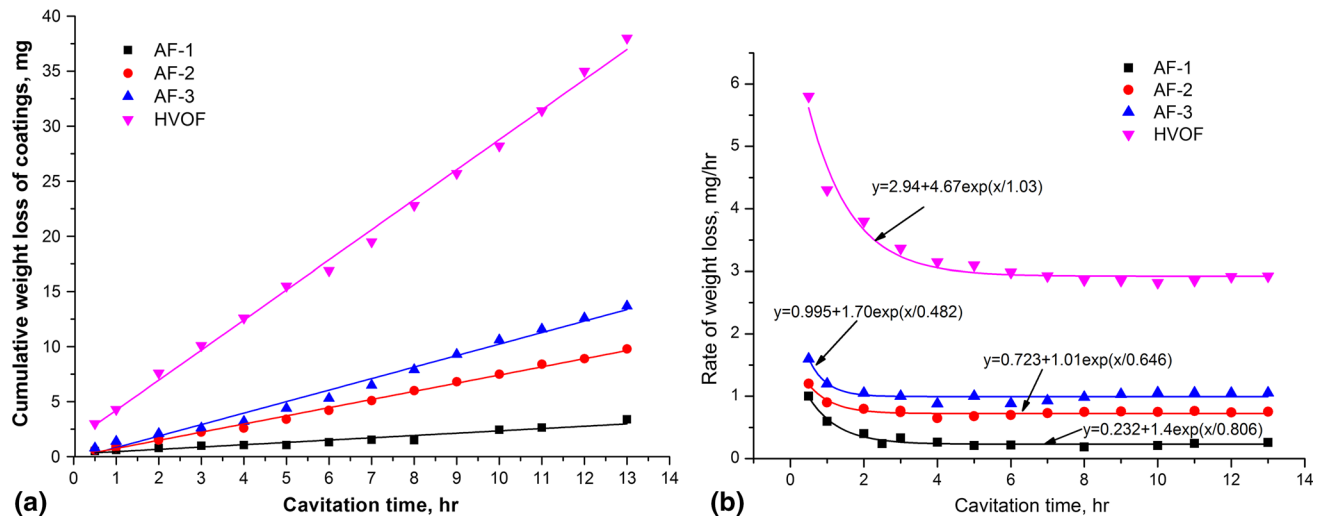 40
35
30
25
20
15
10
5
0
Cumulative weight loss of coatings, mg
AF-1
AF-2
AF-3
HVOF
0 1 2 3 4 5 6 7 8 9 10 11 12 13
Cavitation time, hr
(a)
6
5
4
3
2
1
0
Rate of weight loss, mg/hr
AF-1
AF-2
AF-3
HVOF
y=2.94+4.67exp(x/1.03)
y=0.995+1.70exp(x/0.482)
y=0.723+1.01exp(x/0.646)
y=0.232+1.4exp(x/0.806)
0 2 4 6 8 10 12 14
Cavitation time, hr
(b)